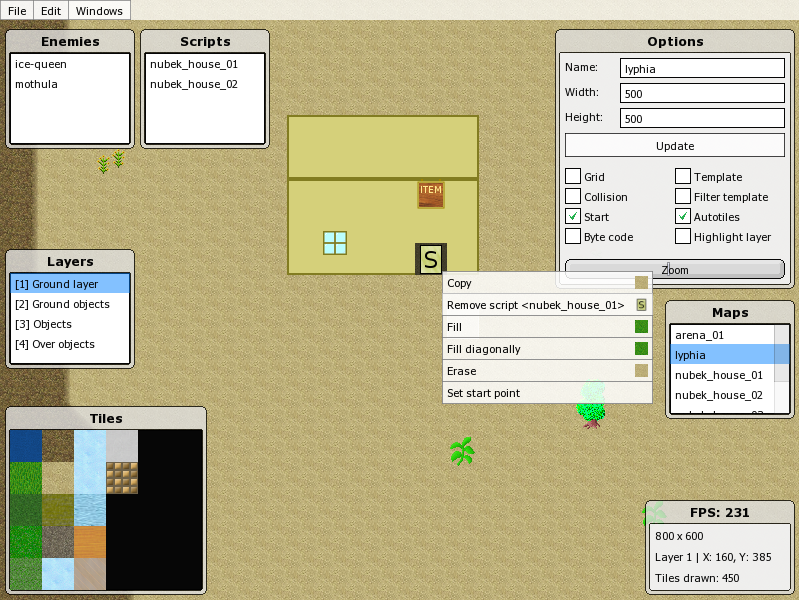 File Edit Windows
Enemies
ice-queen
mothula
Scripts
nubek_house_01
nubek_house_02
Options
Name: lyphia
Width: 500
Height: 500
Update
Grid
Template
Collision
Filter template
Start
Autotiles
Byte code
Highlight layer
Zoom
ITEM
S
Layers
[1] Ground layer
[2] Ground objects
[3] Objects
[4] Over objects
Copy
Remove script <nubek_house_01> S
Fill
Fill diagonally
Erase
Set start point
Maps
arena_01
lyphia
nubek_house_01
nubek_house_02
Tiles
FPS: 231
800 x 600
Layer 1 | X: 160, Y: 385
Tiles drawn: 450